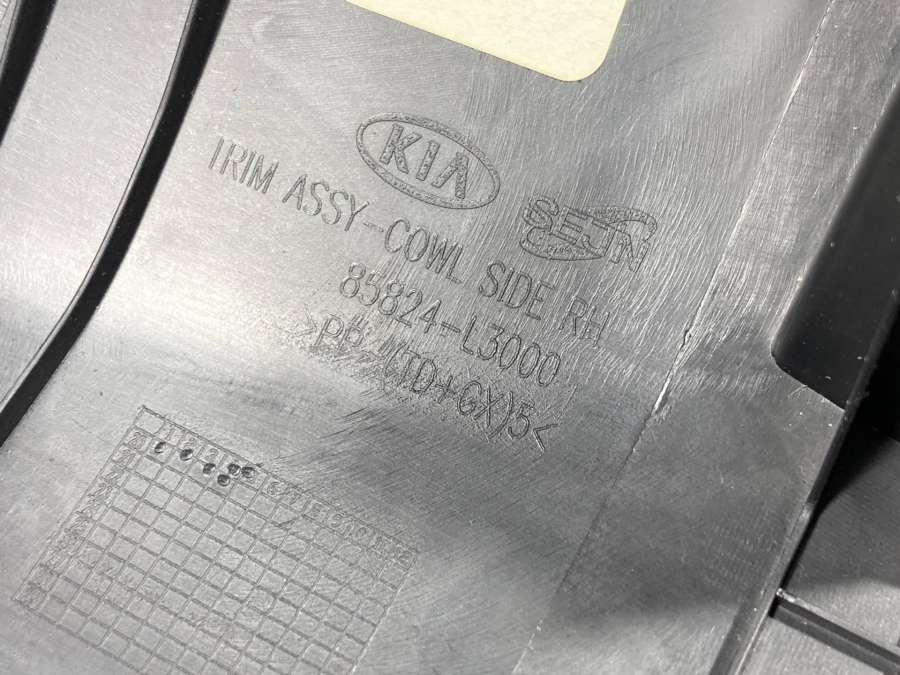 KIA
SEJIN
TRIM ASSY-COWL SIDE RH
85824-L3000
>PP-(TD+GX)5<